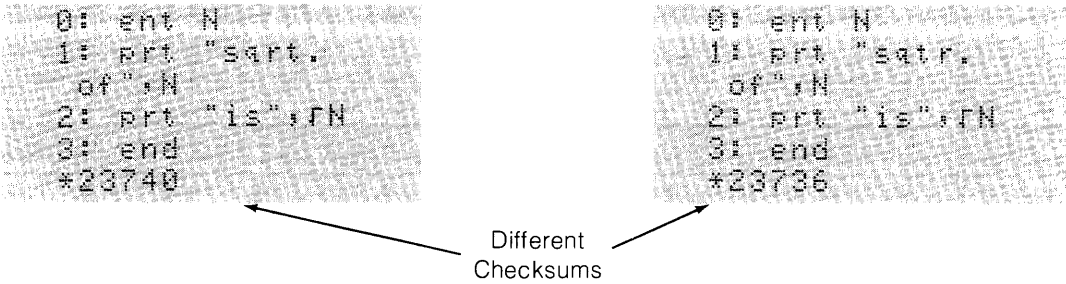 0: ent N
1: prt "sqrt.
of",N
2: prt "is",√N
3: end
*23740
0: ent N
1: prt "sqtr.
of",N
2: prt "is",√N
3: end
*23736
Different
Checksums